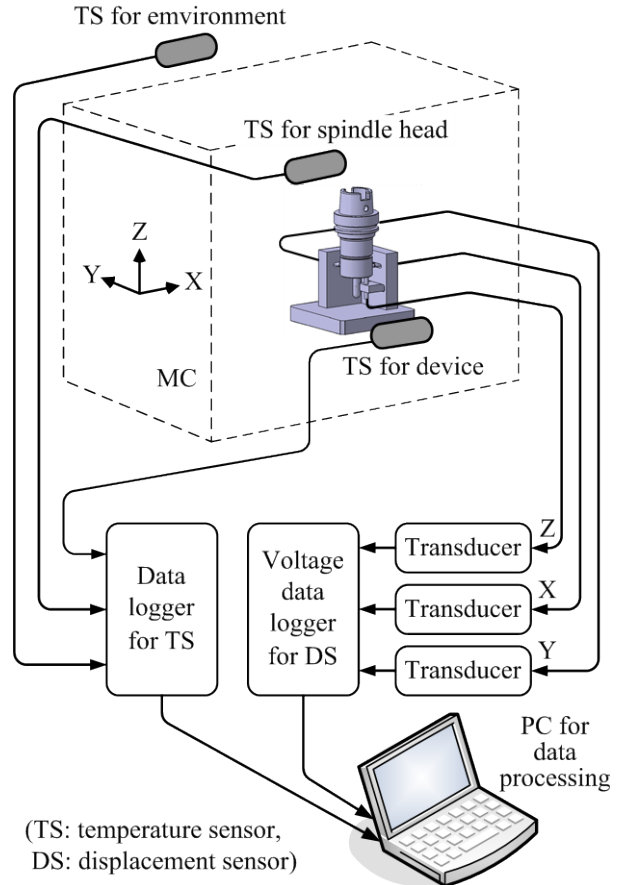 TS for emvironment
TS for spindle head
Z
Y
X
TS for device
MC
Z
Transducer
X
Transducer
Y
Transducer
Data
logger
for TS
Voltage
data
logger
for DS
PC for
data
processing
(TS: temperature sensor,
DS: displacement sensor)